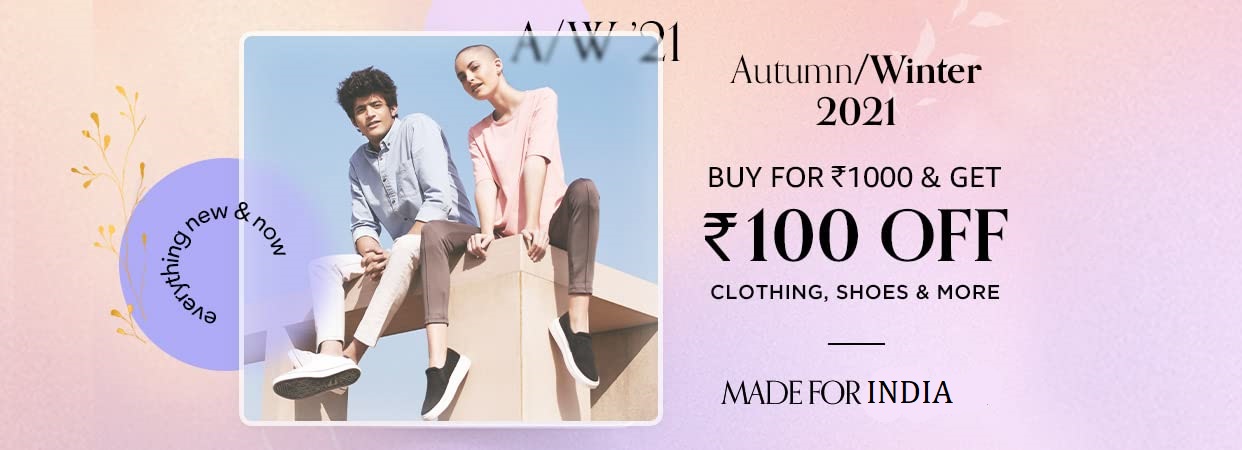 A/W '21
everything new & now
Autumn/Winter
2021
BUY FOR ₹1000 & GET
₹100 OFF
CLOTHING, SHOES & MORE
MADE FOR INDIA